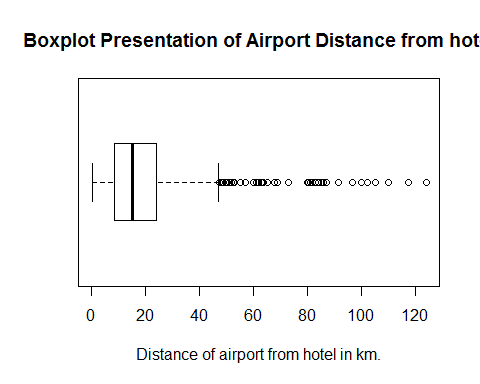 Boxplot Presentation of Airport Distance from hot
0 20 40 60 80 100 120
Distance of airport from hotel in km.